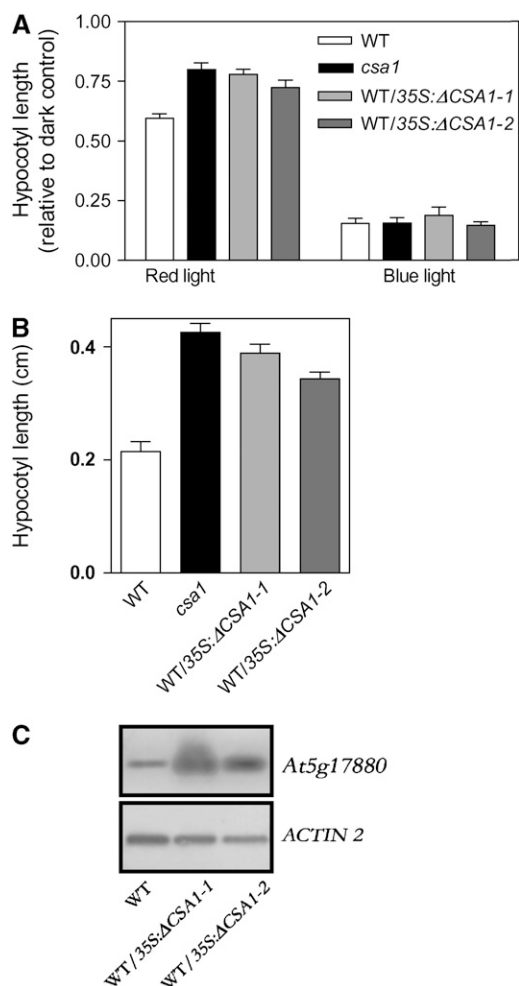 A
Hypocotyl length
(relative to dark control)
1.00
0.75
0.50
0.25
0.00
WT
csa1
WT/35S:ΔCSA1-1
WT/35S:ΔCSA1-2
Red light
Blue light
B
Hypocotyl length (cm)
0.4
0.2
0.0
WT
csa1
WT/35S:ΔCSA1-1
WT/35S:ΔCSA1-2
C
At5g17880
ACTIN 2
WT
WT/35S:ΔCSA1-1
WT/35S:ΔCSA1-2